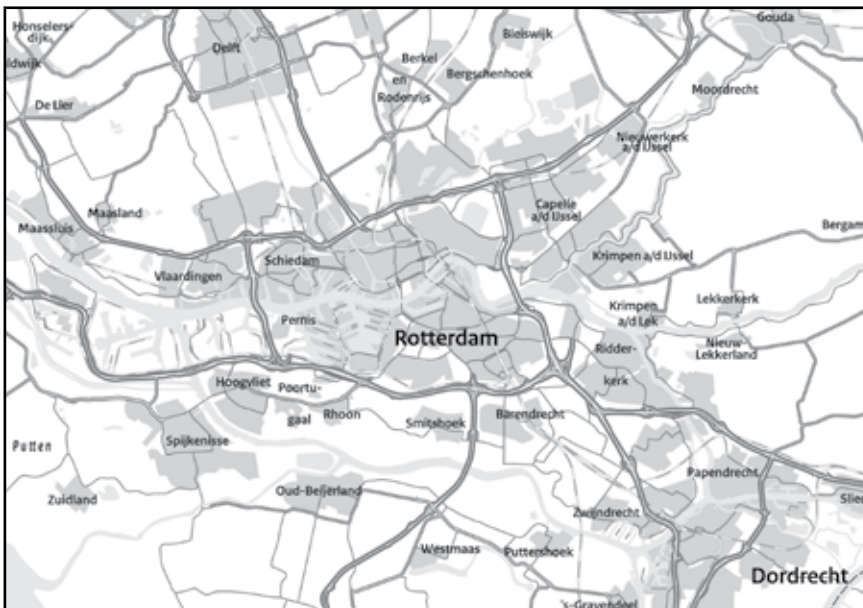 Honselers-
dijk
Delft
Berkel
en
Rodenrijs
Bleiswijk
Bergschenhoek
Gouda
Moordrecht
ldwijk
De Lier
Nieuwerkerk
a/d IJssel
Maasland
Maassluis
Capelle
a/d IJssel
Bergam
Vlaardingen
Schiedam
Krimpen a/d IJssel
Krimpen
a/d Lek
Lekkerkerk
Pernis
Rotterdam
Nieuw-
Lekkerland
Ridder-
kerk
Hoogvliet
Poortu-
gaal
Rhoon
Smitshoek
Barendrecht
Putten
Spijkenisse
Papendrecht
Zuidland
Oud-Beijerland
Zwijndrecht
Slied
Westmaas
Puttershoek
Dordrecht
's-Gravendeel